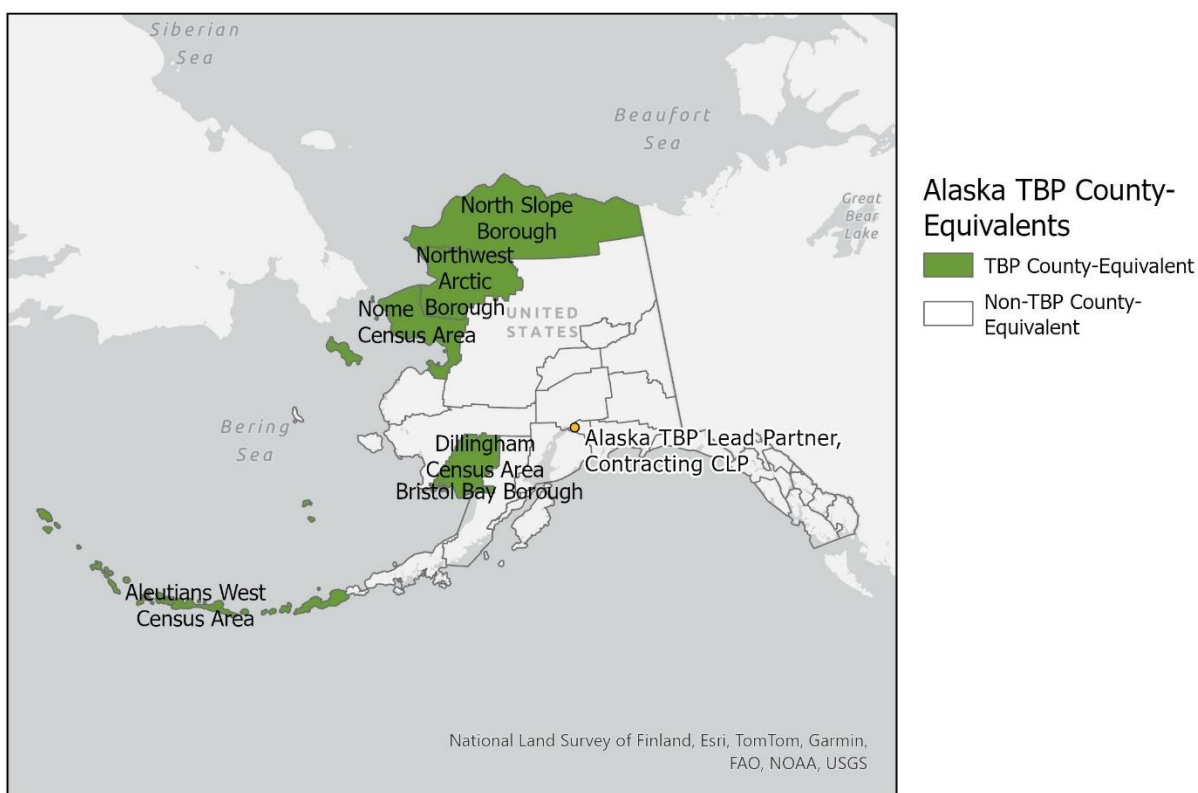 Siberian
Sea
Beaufort
Sea
Great
Bear
Lake
North Slope
Borough
Northwest
Arctic
Borough
Nome
Census Area
UNITED
STATES
Bering
Sea
Dillingham
Census Area
Bristol Bay Borough
Alaska TBP Lead Partner,
Contracting CLP
Aleutians West
Census Area
National Land Survey of Finland, Esri, TomTom, Garmin,
FAO, NOAA, USGS
Alaska TBP County-
Equivalents
TBP County-Equivalent
Non-TBP County-
Equivalent